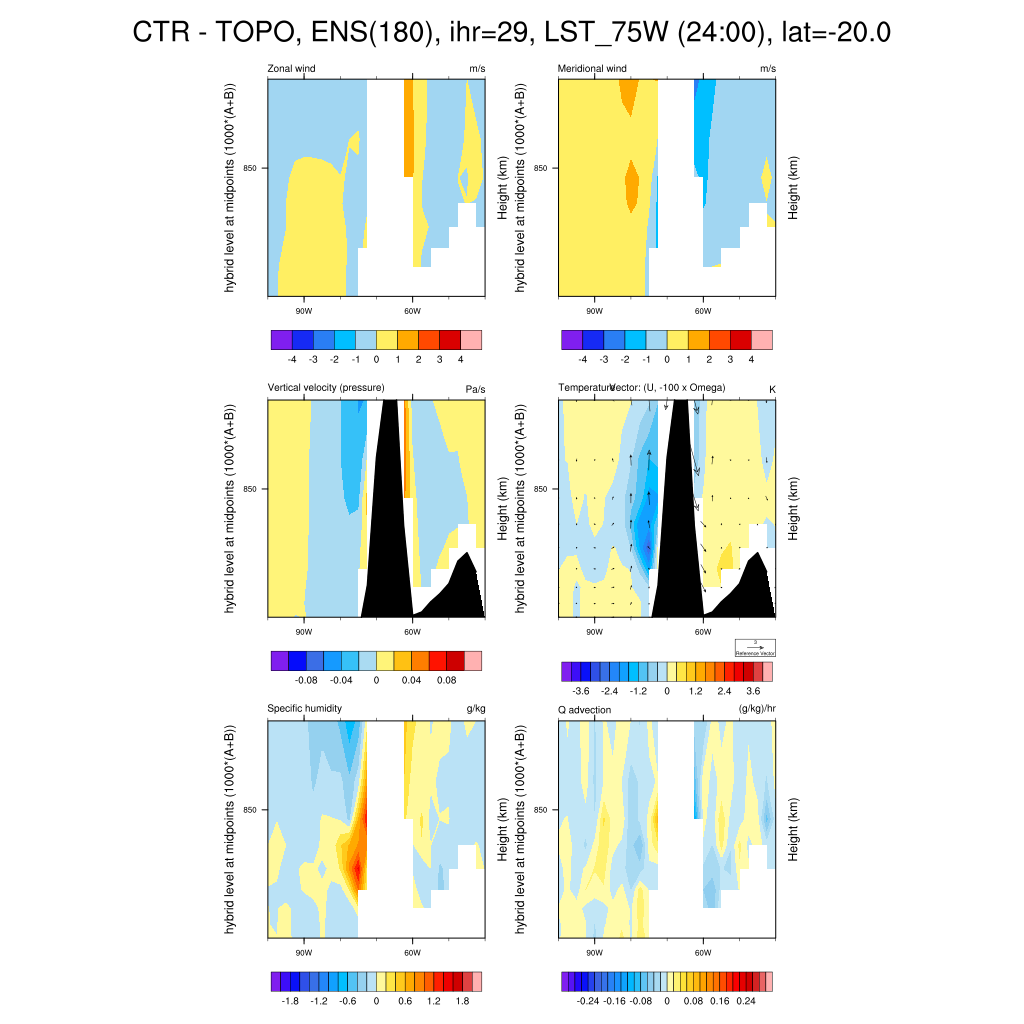 CTR - TOPO, ENS(180), ihr=29, LST_75W (24:00), lat=-20.0
Zonal wind m/s
hybrid level at midpoints (1000*(A+B))
850
Height (km)
90W 60W
-4 -3 -2 -1 0 1 2 3 4
Meridional wind m/s
hybrid level at midpoints (1000*(A+B))
850
Height (km)
90W 60W
-4 -3 -2 -1 0 1 2 3 4
Vertical velocity (pressure) Pa/s
hybrid level at midpoints (1000*(A+B))
850
Height (km)
90W 60W
-0.08 -0.04 0 0.04 0.08
Temperature Vector: (U, -100 x Omega) K
hybrid level at midpoints (1000*(A+B))
850
Height (km)
90W 60W
3
Reference Vector
-3.6 -2.4 -1.2 0 1.2 2.4 3.6
Specific humidity g/kg
hybrid level at midpoints (1000*(A+B))
850
Height (km)
90W 60W
-1.8 -1.2 -0.6 0 0.6 1.2 1.8
Q advection (g/kg)/hr
hybrid level at midpoints (1000*(A+B))
850
Height (km)
90W 60W
-0.24 -0.16 -0.08 0 0.08 0.16 0.24